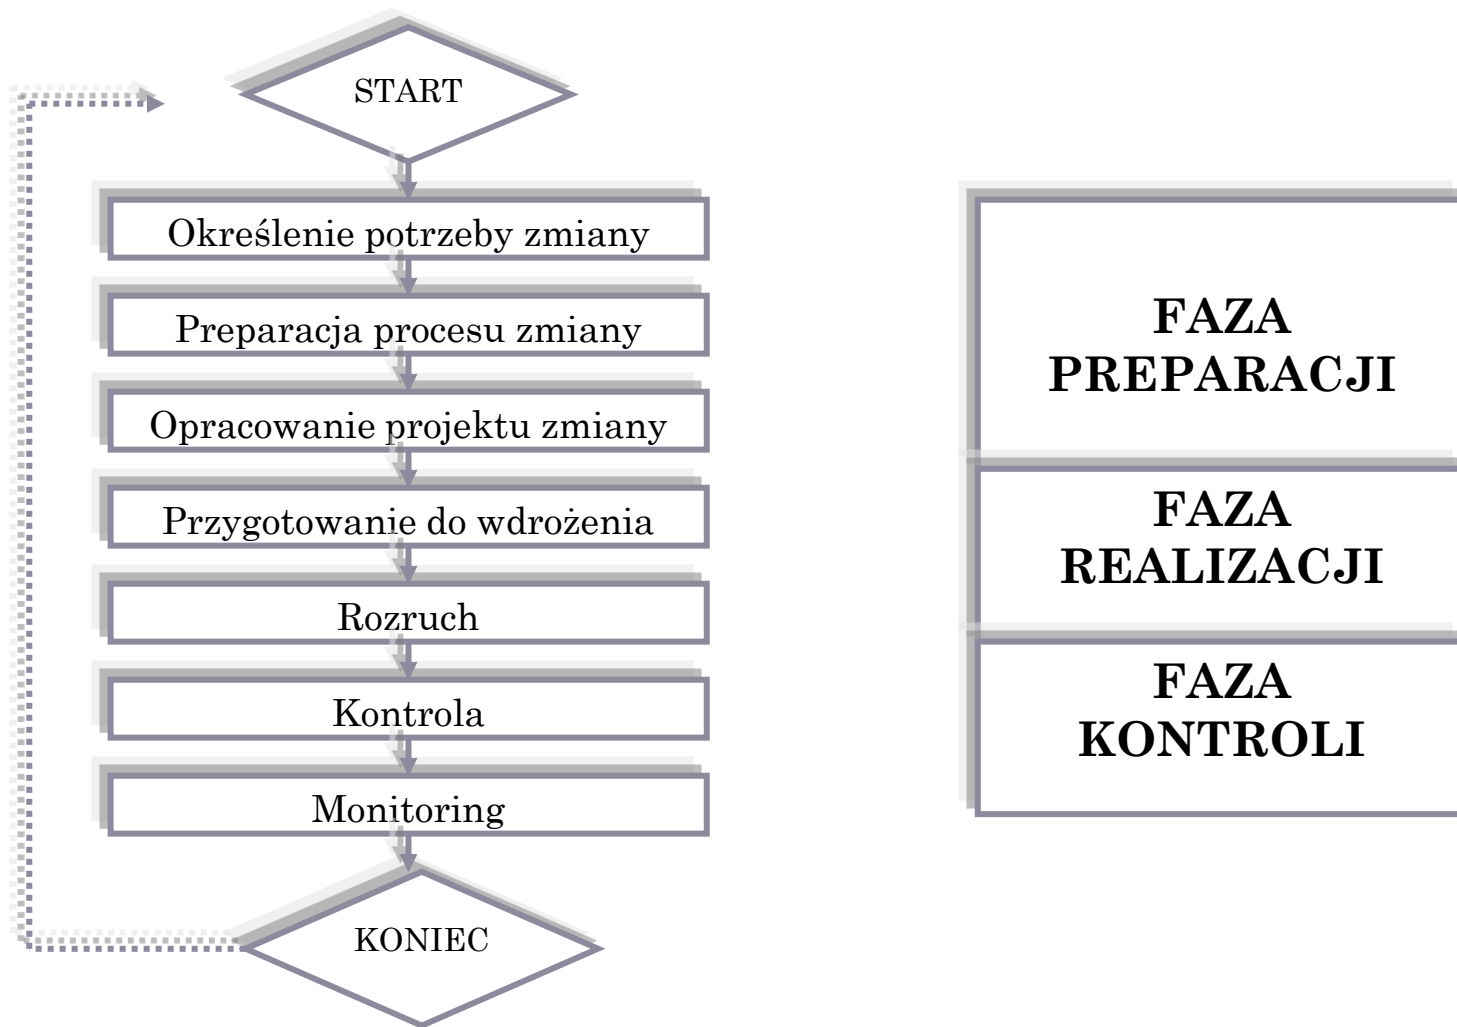 START
Określenie potrzeby zmiany
Preparacja procesu zmiany
Opracowanie projektu zmiany
Przygotowanie do wdrożenia
Rozruch
Kontrola
Monitoring
KONIEC
FAZA
PREPARACJI
FAZA
REALIZACJI
FAZA
KONTROLI